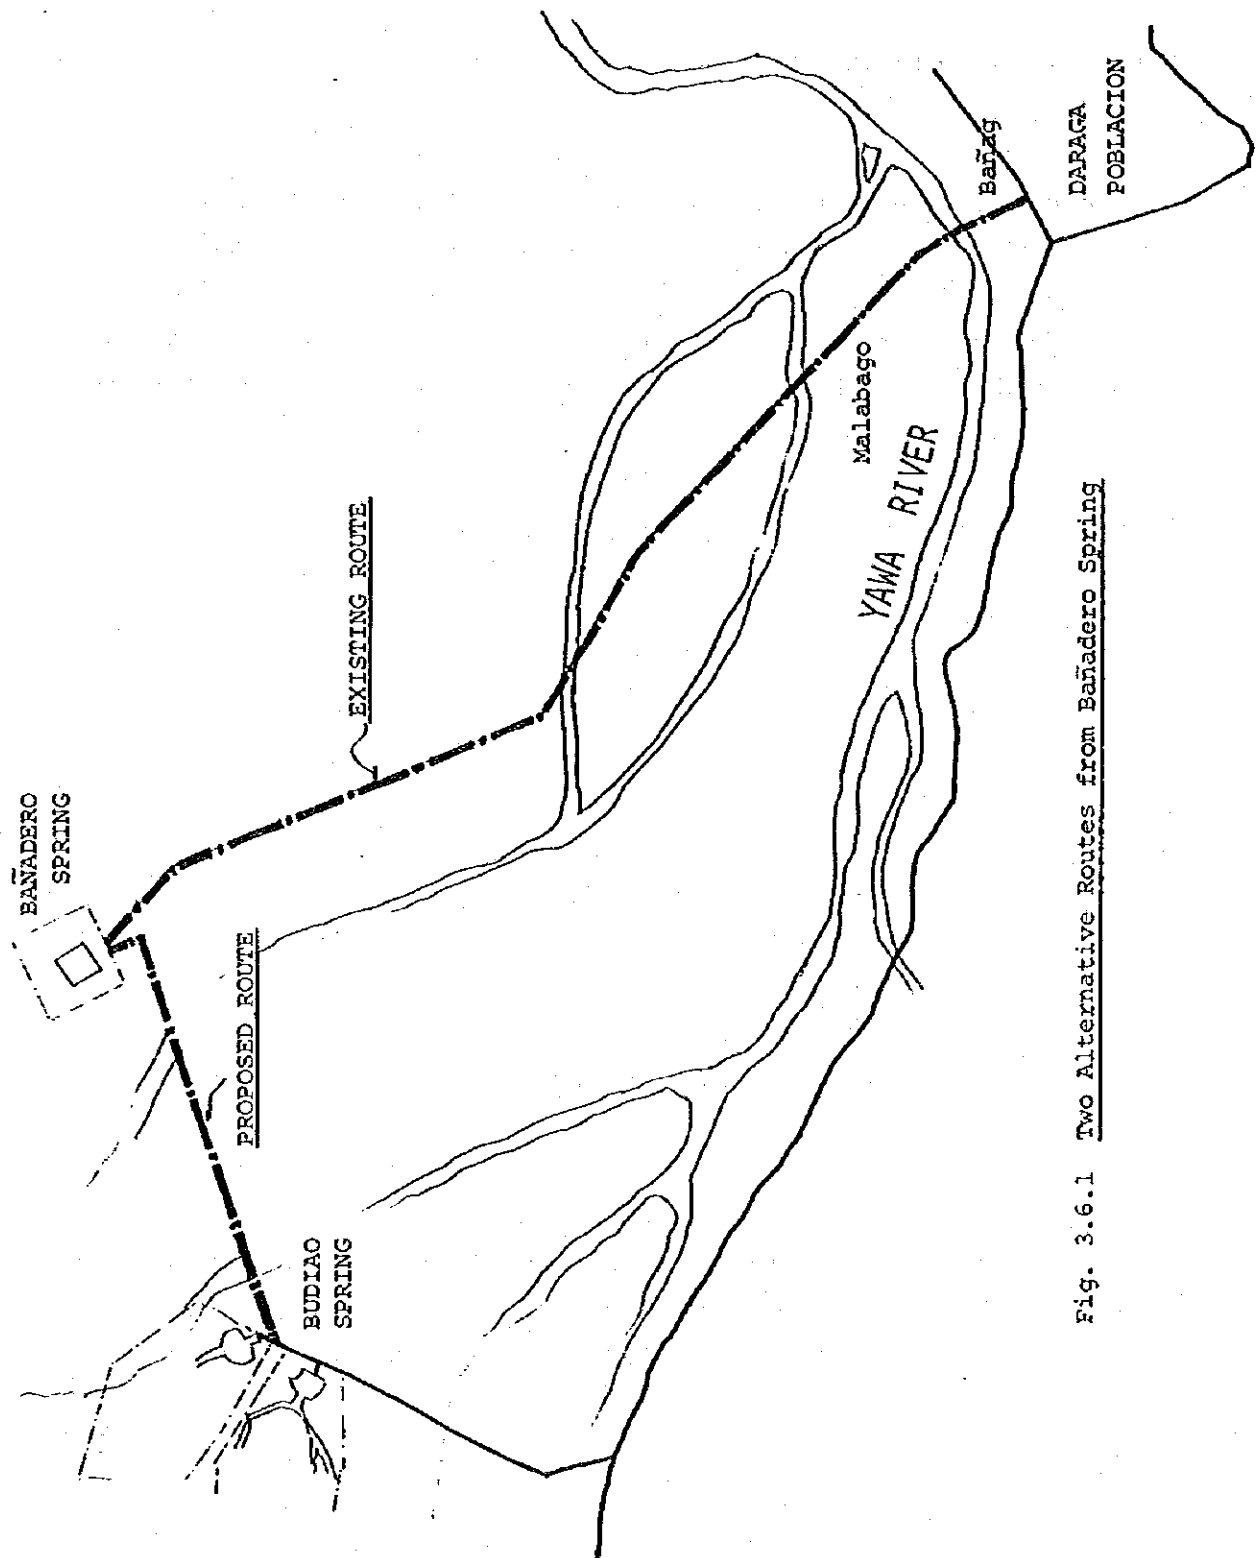 BAÑADERO
SPRING
EXISTING ROUTE
PROPOSED ROUTE
BUDIAO
SPRING
Bañag
DARAGA
POBLACION
Malabago
YAWA RIVER
Fig. 3.6.1 Two Alternative Routes from Bañadero Spring